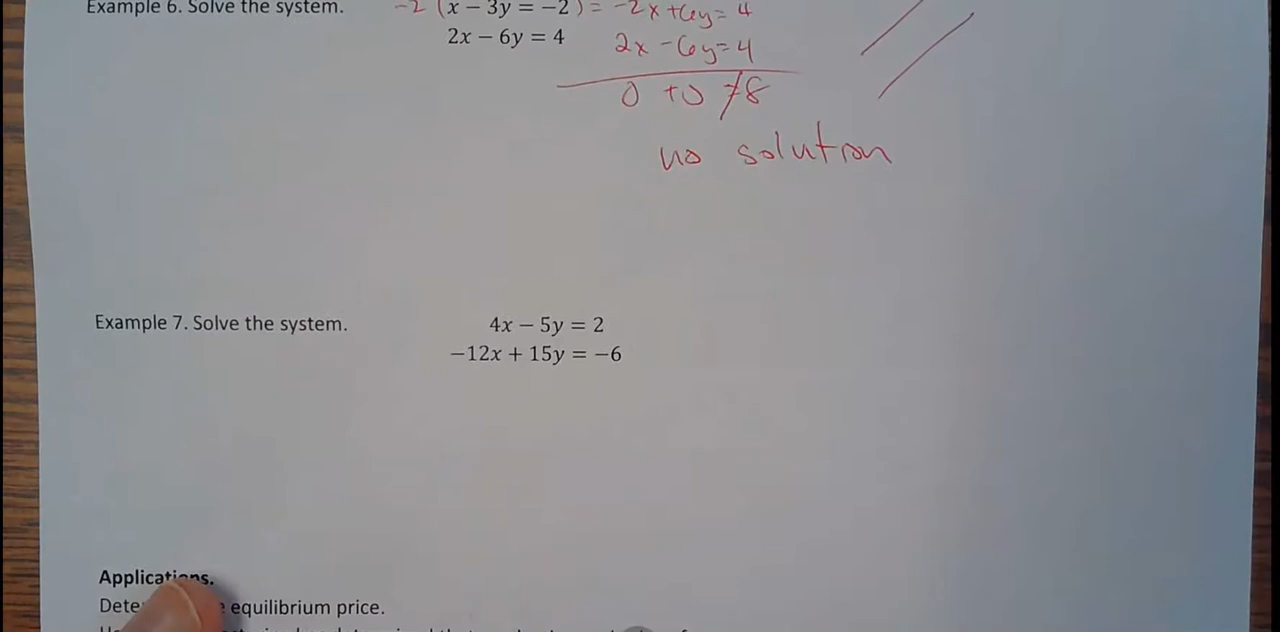 Example 6. Solve the system. -2 (x − 3y = −2) = -2x + 6y = 4
2x − 6y = 4 2x - 6y = 4
0 + 0 ≠ 8
no solution
Example 7. Solve the system. 4x − 5y = 2
−12x + 15y = −6
Applications.
equilibrium price.